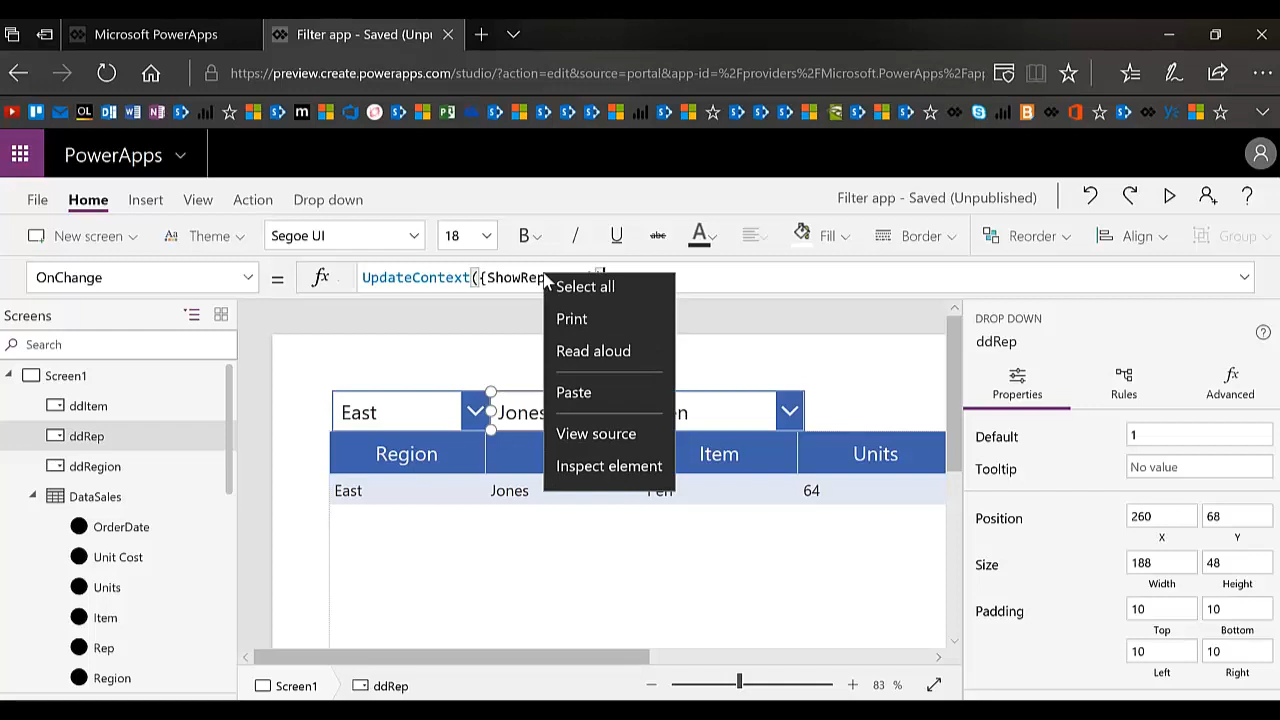 Microsoft PowerApps
Filter app - Saved (Unpu
https://preview.create.powerapps.com/studio/?action=edit&source=portal&app-id=%2Fproviders%2FMicrosoft.PowerApps%2Fapp
PowerApps
File Home Insert View Action Drop down
Filter app - Saved (Unpublished)
New screen Theme Segoe UI 18 B / U abc A Fill Border Reorder Align Group
OnChange = fx UpdateContext({ShowRep
Screens
Search
Screen1
ddItem
ddRep
ddRegion
DataSales
OrderDate
Unit Cost
Units
Item
Rep
Region
Select all
Print
Read aloud
Paste
View source
Inspect element
East Jones en
Region Item Units
East Jones Pen 64
DROP DOWN
ddRep
Properties Rules Advanced
Default 1
Tooltip No value
Position 260 68
X Y
Size 188 48
Width Height
Padding 10 10
Top Bottom
10 10
Left Right
Screen1 ddRep
83 %